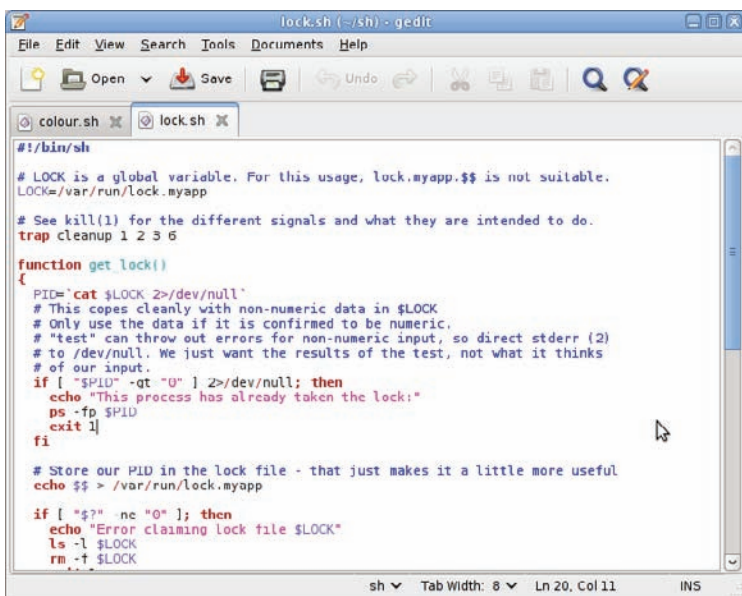 lock.sh (~/sh) - gedit
File Edit View Search Tools Documents Help
Open Save Undo
colour.sh lock.sh
#!/bin/sh
# LOCK is a global variable. For this usage, lock.myapp.$$ is not suitable.
LOCK=/var/run/lock.myapp
# See kill(1) for the different signals and what they are intended to do.
trap cleanup 1 2 3 6
function get_lock()
{
PID=`cat $LOCK 2>/dev/null`
# This copes cleanly with non-numeric data in $LOCK
# Only use the data if it is confirmed to be numeric.
# "test" can throw out errors for non-numeric input, so direct stderr (2)
# to /dev/null. We just want the results of the test, not what it thinks
# of our input.
if [ "$PID" -gt "0" ] 2>/dev/null; then
echo "This process has already taken the lock:"
ps -fp $PID
exit 1
fi
# Store our PID in the lock file - that just makes it a little more useful
echo $$ > /var/run/lock.myapp
if [ "$?" -ne "0" ]; then
echo "Error claiming lock file $LOCK"
ls -l $LOCK
rm -f $LOCK
sh Tab Width: 8 Ln 20, Col 11 INS